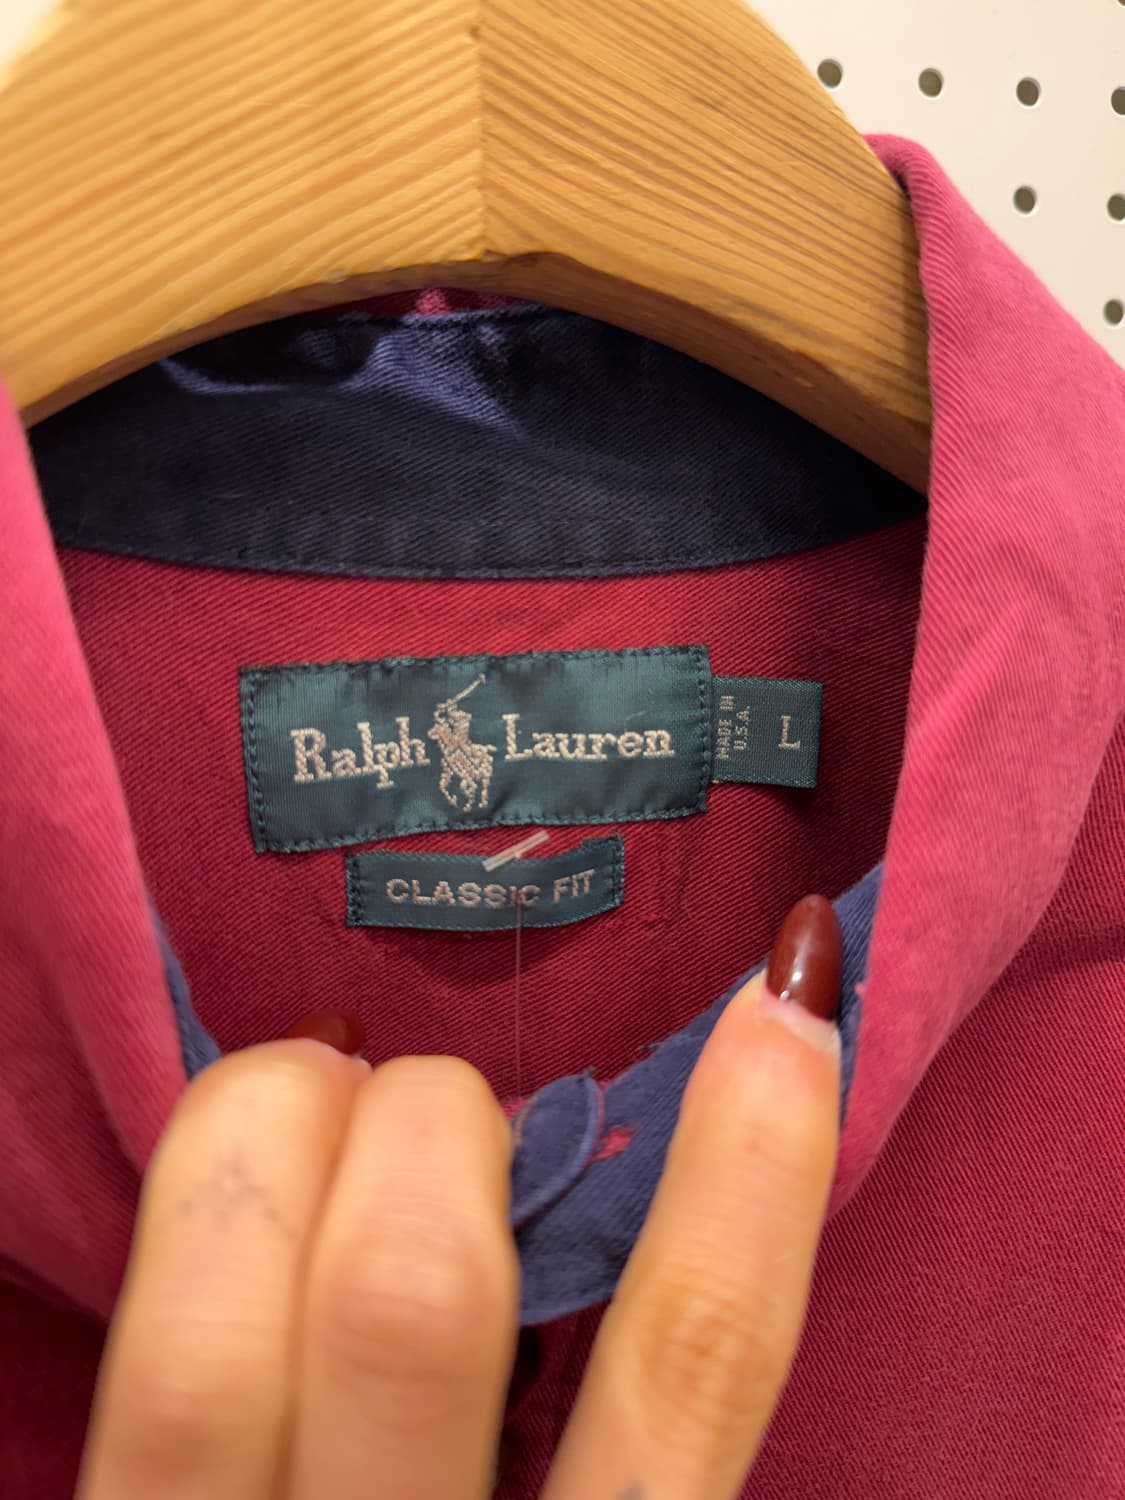 Ralph Lauren
MADE IN
U.S.A.
L
CLASSIC FIT